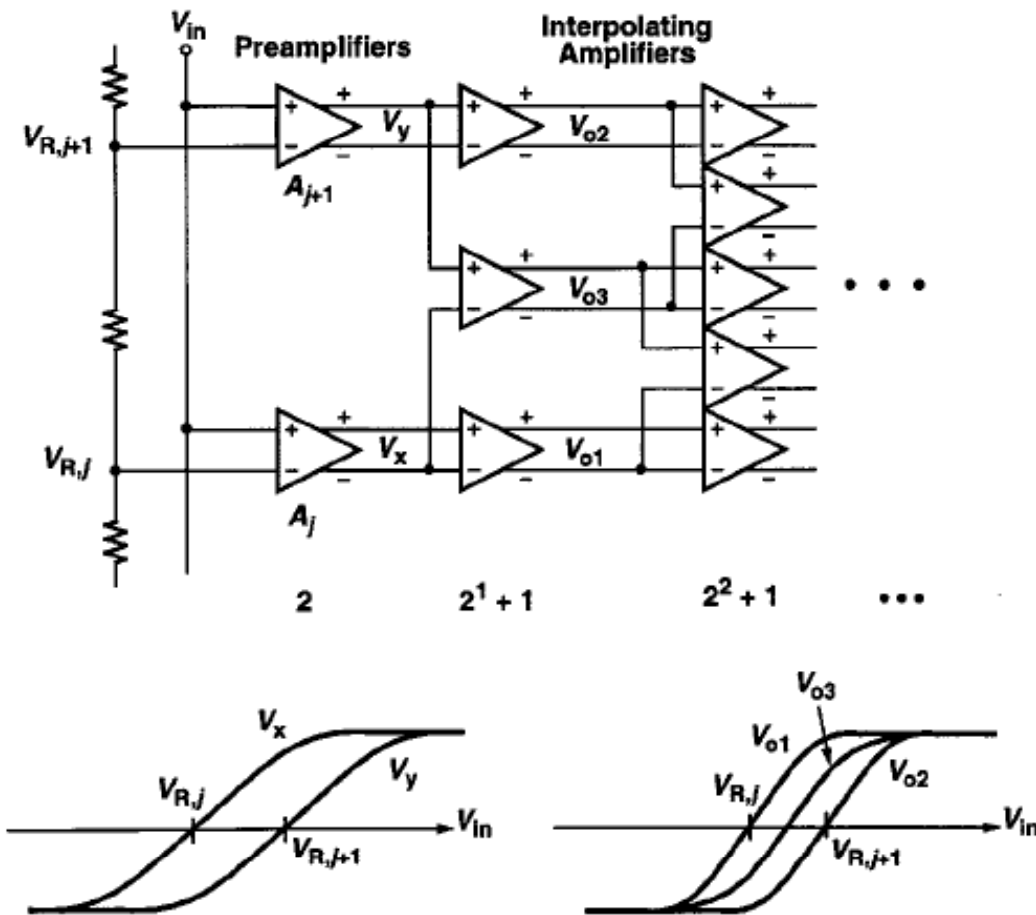 V_in
Preamplifiers
Interpolating
Amplifiers
+ + +
+ V_y + V_o2 +
V_R,j+1 − − − − − −
A_j+1
+ +
− −
+ + +
+ V_o3 +
− − − −
+ +
− −
+ + +
+ V_x + V_o1 +
V_R,j − − − − − −
A_j
2 2^1 + 1 2^2 + 1 •••
V_x
V_y
V_R,j
V_in
V_R,j+1
V_o3
V_o1
V_o2
V_R,j
V_in
V_R,j+1